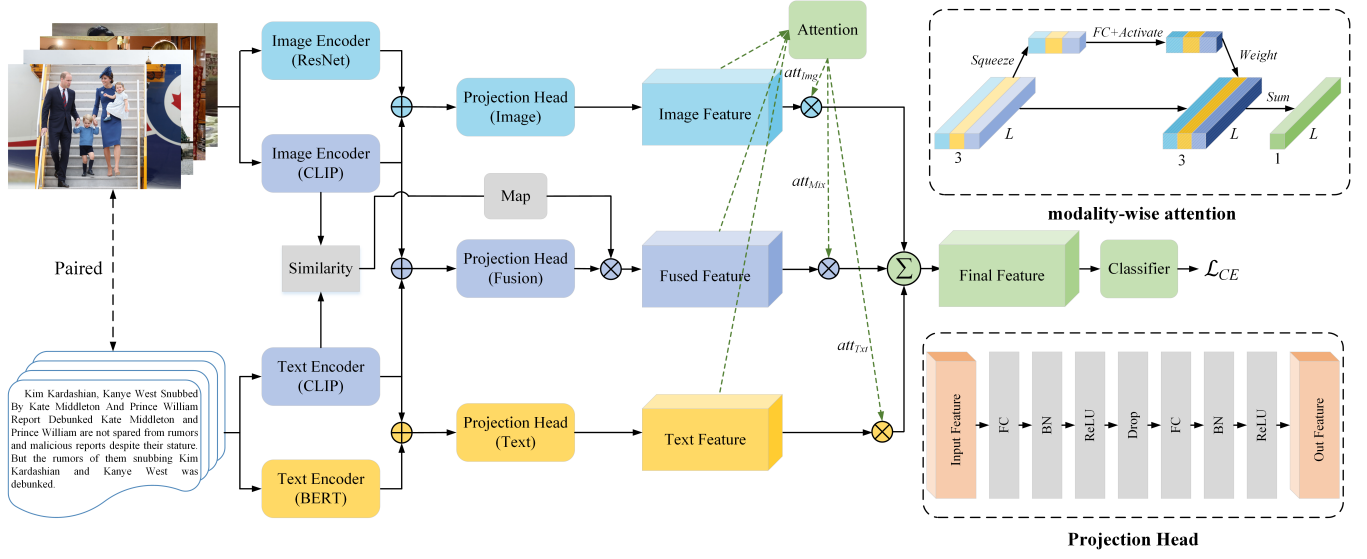 Image Encoder
(ResNet)
Image Encoder
(CLIP)
Paired
Similarity
Map
Text Encoder
(CLIP)
Text Encoder
(BERT)
Kim Kardashian, Kanye West Snubbed
By Kate Middleton And Prince William
Report Debunked Kate Middleton and
Prince William are not spared from rumors
and malicious reports despite their stature.
But the rumors of them snubbing Kim
Kardashian and Kanye West was
debunked.
Projection Head
(Image)
Projection Head
(Fusion)
Projection Head
(Text)
Image Feature
Fused Feature
Text Feature
Attention
att_Img
att_Mix
att_Txt
Σ
Final Feature
Classifier
ℒ_CE
Squeeze
FC+Activate
Weight
Sum
L
L
L
3
3
1
modality-wise attention
Input Feature
FC
BN
ReLU
Drop
FC
BN
ReLU
Out Feature
Projection Head